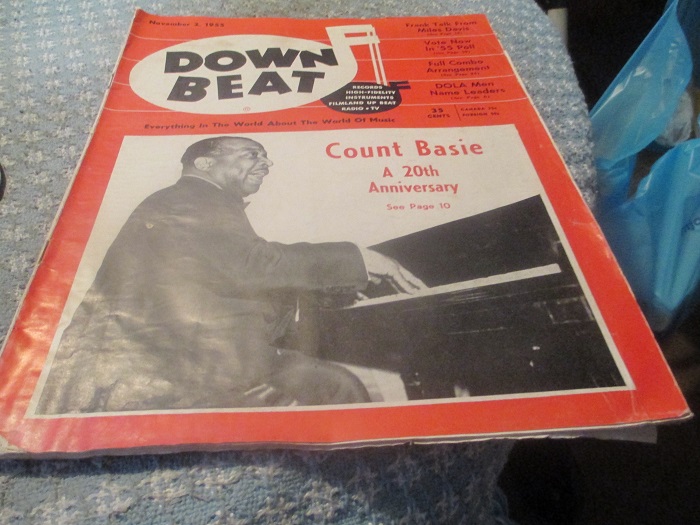 November 2, 1955
DOWN
BEAT
®
RECORDS
HIGH-FIDELITY
INSTRUMENTS
FILMLAND UP BEAT
RADIO • TV
Frank Talk From
Miles Davis
Vote Now
In '55 Poll
Full Combo
Arrangement
DOLA Men
Name Leaders
35
CENTS
Everything In The World About The World Of Music
Count Basie
A 20th
Anniversary
See Page 10